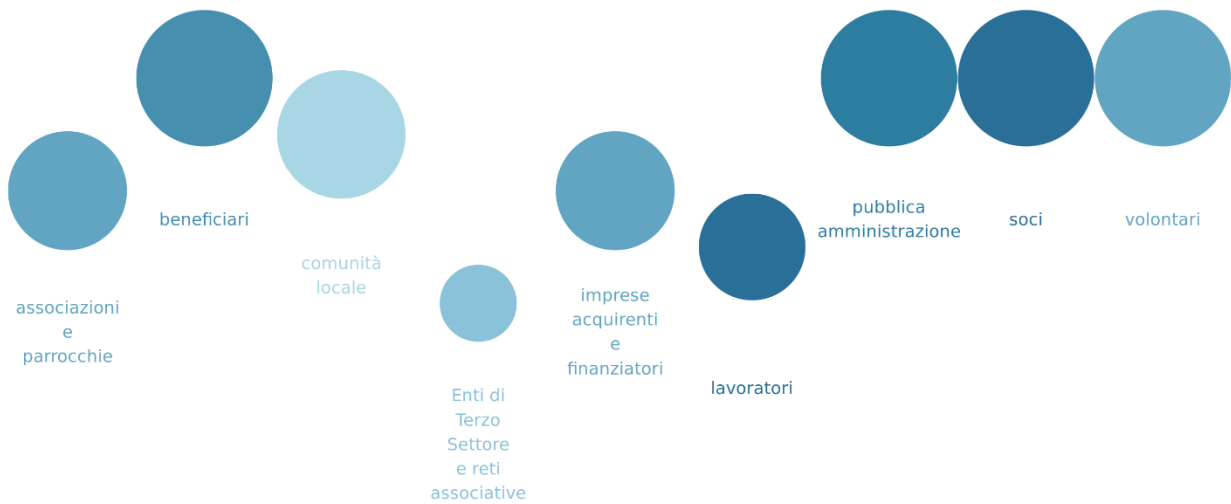 associazioni
e
parrocchie
beneficiari
comunità
locale
Enti di
Terzo
Settore
e reti
associative
imprese
acquirenti
e
finanziatori
lavoratori
pubblica
amministrazione
soci
volontari